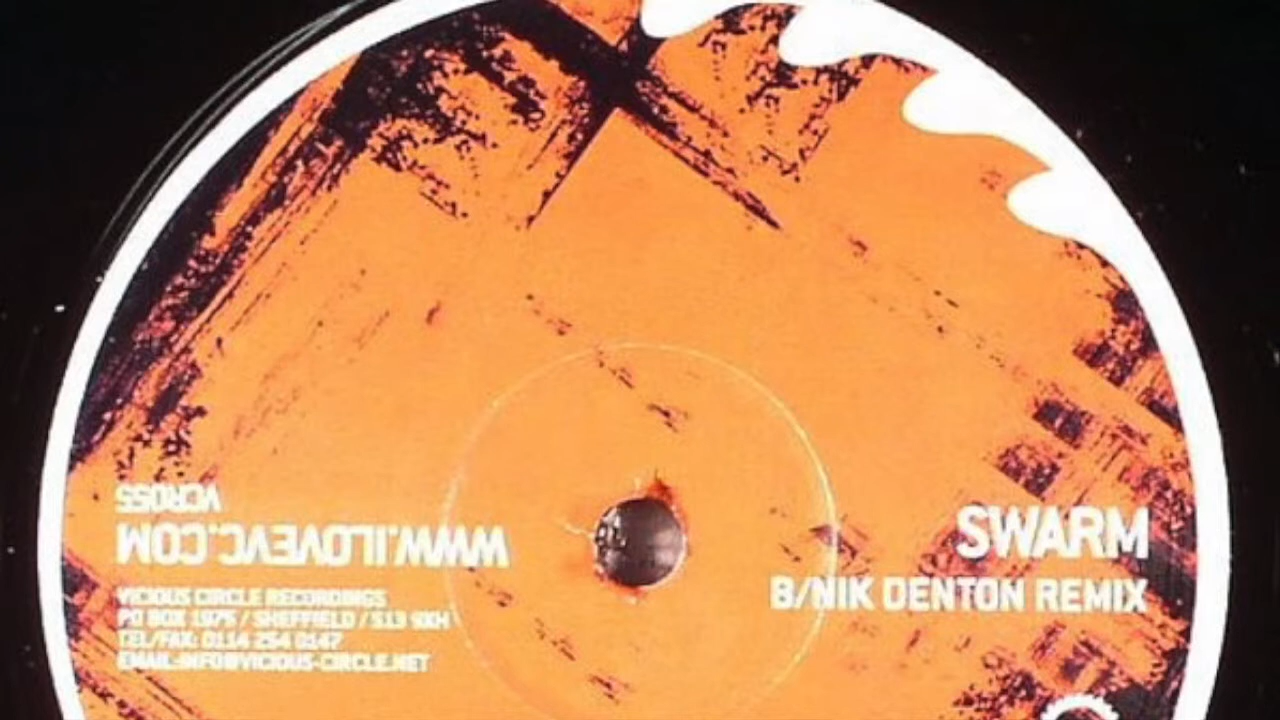 VCROSS
WWW.ILOVEVC.COM
VICIOUS CIRCLE RECORDINGS
PO BOX 1975 / SHEFFIELD / S13 9XH
TEL/FAX: 0114 254 0147
EMAIL:INFO@VICIOUS-CIRCLE.NET
SWARM
B/NIK DENTON REMIX